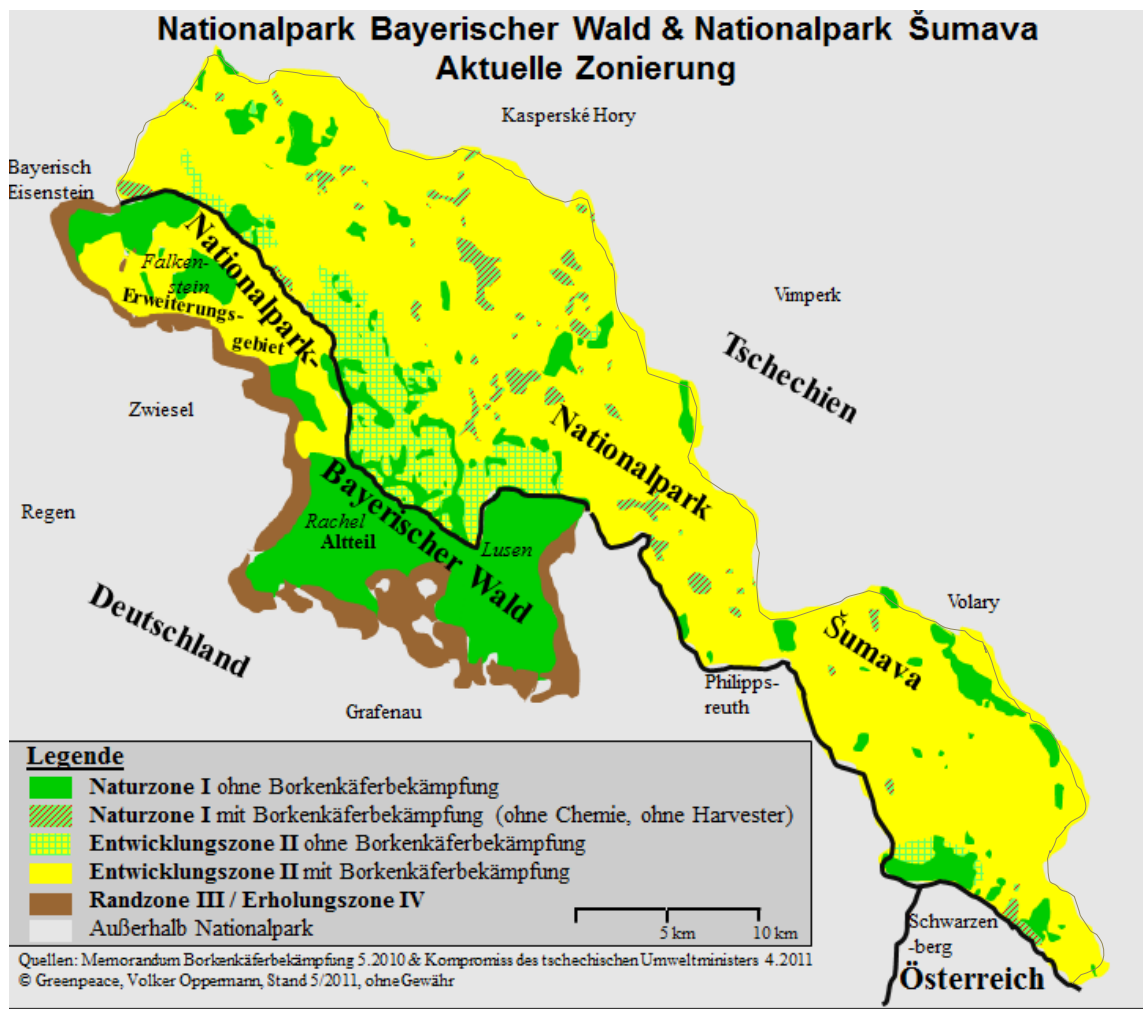 Nationalpark Bayerischer Wald & Nationalpark Šumava
Aktuelle Zonierung
Kasperské Hory
Bayerisch
Eisenstein
Nationalpark-
Falken-
stein
Erweiterungs-
gebiet
Vimperk
Tschechien
Zwiesel
Nationalpark
Bayerischer Wald
Regen
Rachel
Altteil
Lusen
Deutschland
Volary
Šumava
Philipps-
reuth
Grafenau
Legende
Naturzone I ohne Borkenkäferbekämpfung
Naturzone I mit Borkenkäferbekämpfung (ohne Chemie, ohne Harvester)
Entwicklungszone II ohne Borkenkäferbekämpfung
Entwicklungszone II mit Borkenkäferbekämpfung
Randzone III / Erholungszone IV
Außerhalb Nationalpark
5 km
10 km
Schwarzen
-berg
Österreich
Quellen: Memorandum Borkenkäferbekämpfung 5.2010 & Kompromiss des tschechischen Umweltministers 4.2011
© Greenpeace, Volker Oppermann, Stand 5/2011, ohne Gewähr